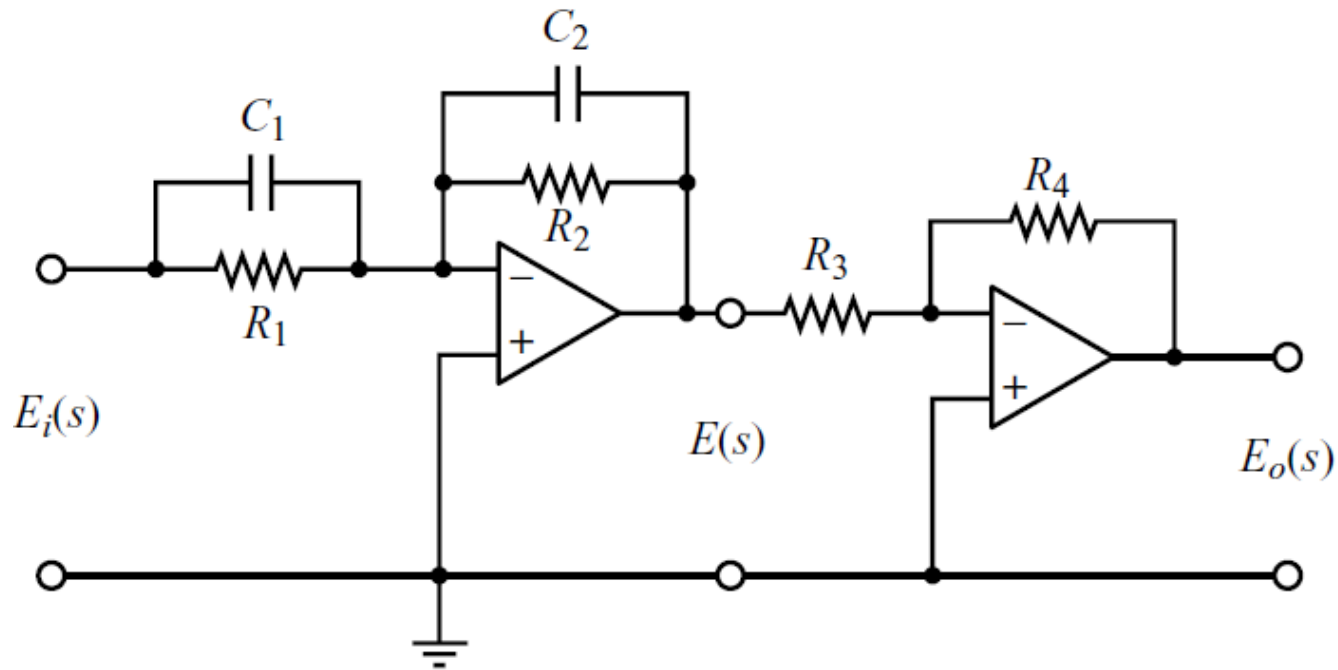 C₂
C₁
R₄
R₂
R₃
−
−
R₁
+
+
Eᵢ(s)
E(s)
Eₒ(s)